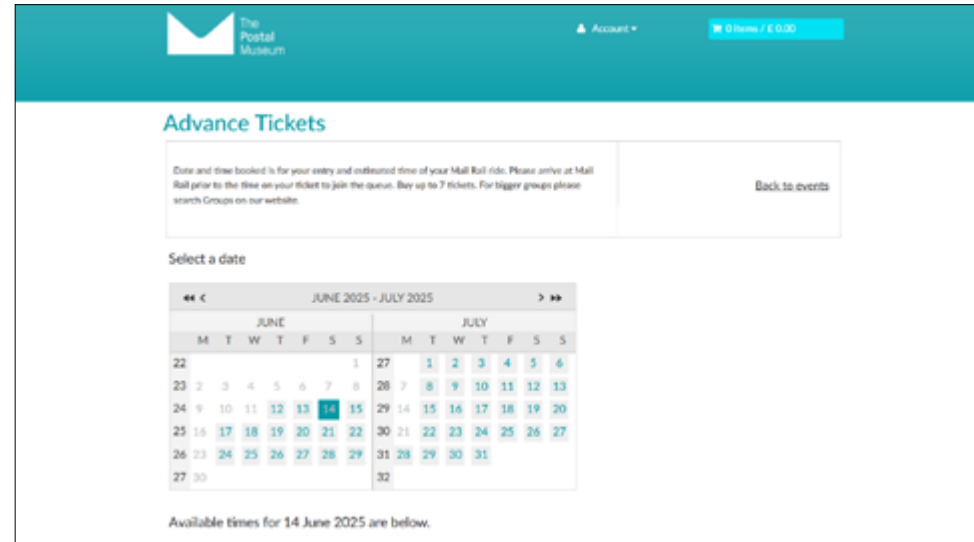 The
Postal
Museum
Account
0 items / £ 0.00
Advance Tickets
Date and time booked is for your entry and estimated time of your Mail Rail ride. Please arrive at Mail
Rail prior to the time on your ticket to join the queue. Buy up to 7 tickets. For bigger groups please
search Groups on our website.
Back to events
Select a date
JUNE 2025 - JULY 2025
JUNE JULY
M T W T F S S M T W T F S S
22 1 27 1 2 3 4 5 6
23 2 3 4 5 6 7 8 28 7 8 9 10 11 12 13
24 9 10 11 12 13 14 15 29 14 15 16 17 18 19 20
25 16 17 18 19 20 21 22 30 21 22 23 24 25 26 27
26 23 24 25 26 27 28 29 31 28 29 30 31
27 30 32
Available times for 14 June 2025 are below.